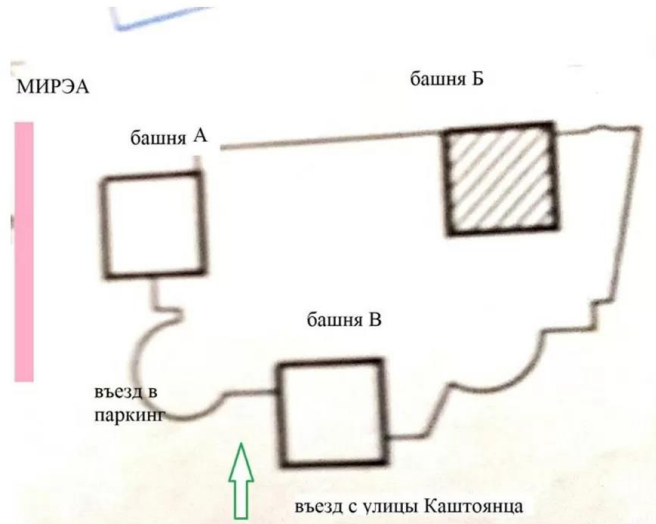 башня Б
МИРЭА
башня А
башня В
въезд в
паркинг
въезд с улицы Каштоянца